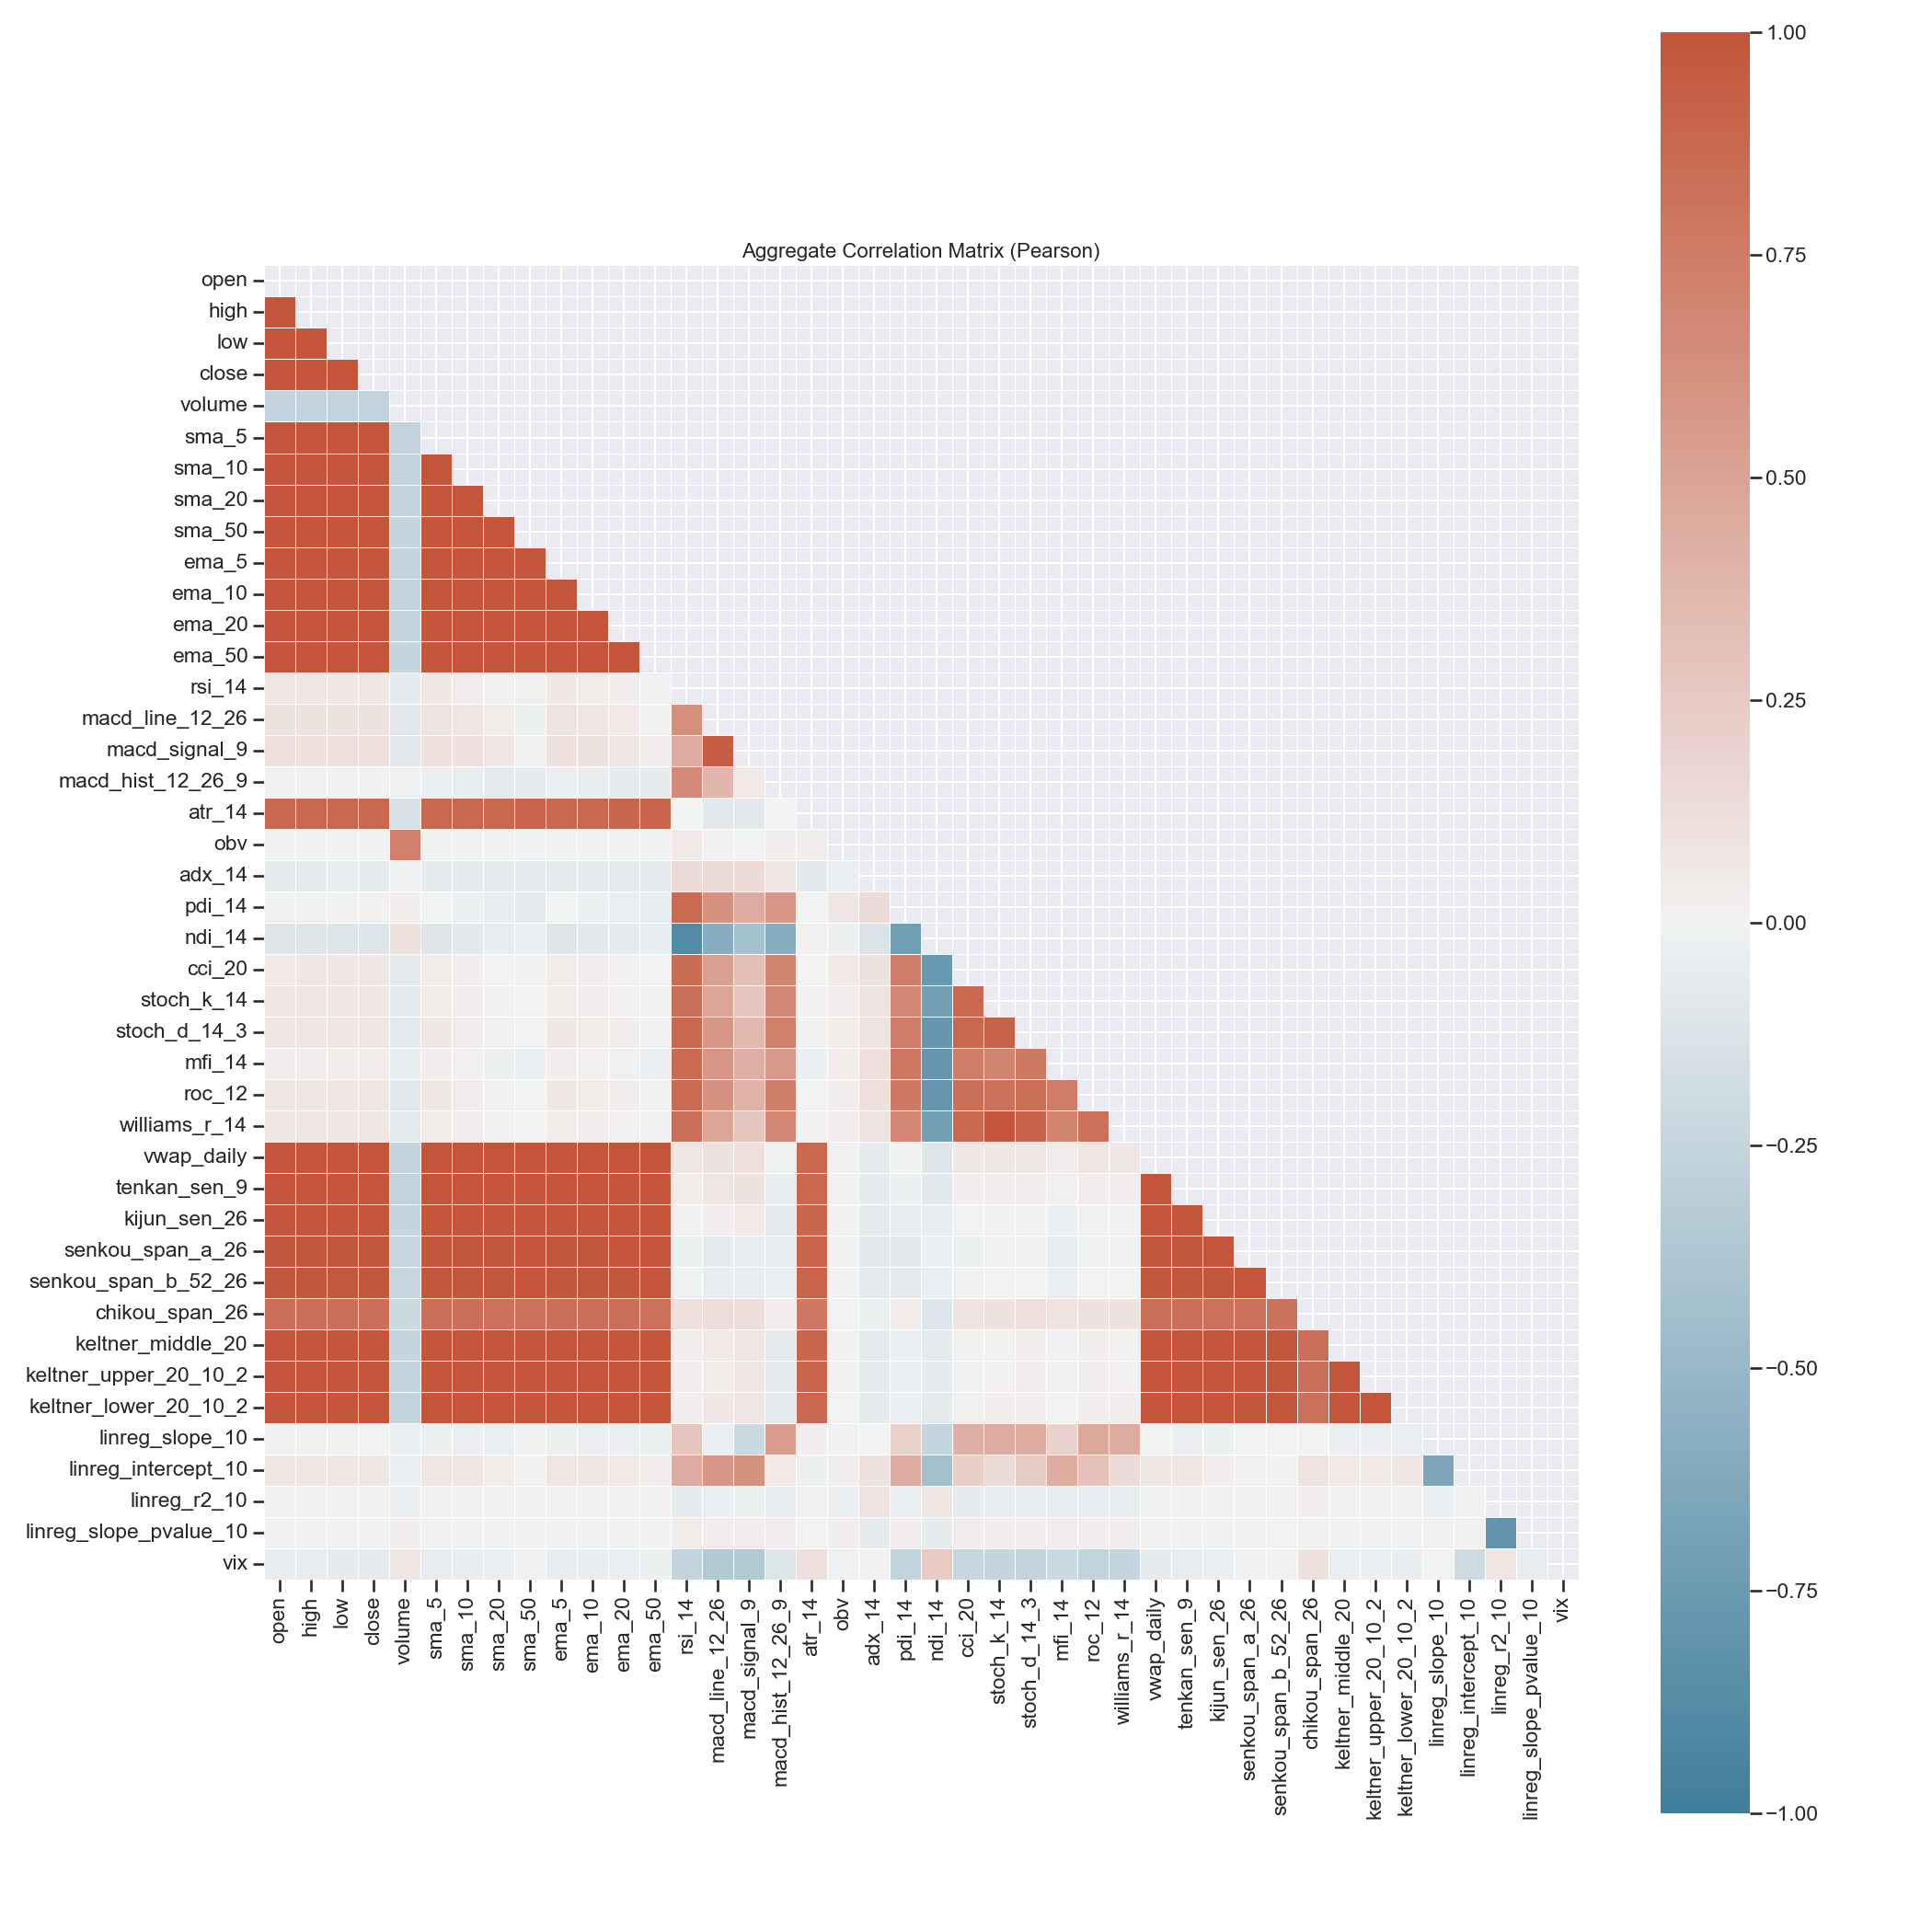 Aggregate Correlation Matrix (Pearson)
open
high
low
close
volume
sma_5
sma_10
sma_20
sma_50
ema_5
ema_10
ema_20
ema_50
rsi_14
macd_line_12_26
macd_signal_9
macd_hist_12_26_9
atr_14
obv
adx_14
pdi_14
ndi_14
cci_20
stoch_k_14
stoch_d_14_3
mfi_14
roc_12
williams_r_14
vwap_daily
tenkan_sen_9
kijun_sen_26
senkou_span_a_26
senkou_span_b_52_26
chikou_span_26
keltner_middle_20
keltner_upper_20_10_2
keltner_lower_20_10_2
linreg_slope_10
linreg_intercept_10
linreg_r2_10
linreg_slope_pvalue_10
vix
open
high
low
close
volume
sma_5
sma_10
sma_20
sma_50
ema_5
ema_10
ema_20
ema_50
rsi_14
macd_line_12_26
macd_signal_9
macd_hist_12_26_9
atr_14
obv
adx_14
pdi_14
ndi_14
cci_20
stoch_k_14
stoch_d_14_3
mfi_14
roc_12
williams_r_14
vwap_daily
tenkan_sen_9
kijun_sen_26
senkou_span_a_26
senkou_span_b_52_26
chikou_span_26
keltner_middle_20
keltner_upper_20_10_2
keltner_lower_20_10_2
linreg_slope_10
linreg_intercept_10
linreg_r2_10
linreg_slope_pvalue_10
vix
1.00
0.75
0.50
0.25
0.00
−0.25
−0.50
−0.75
−1.00